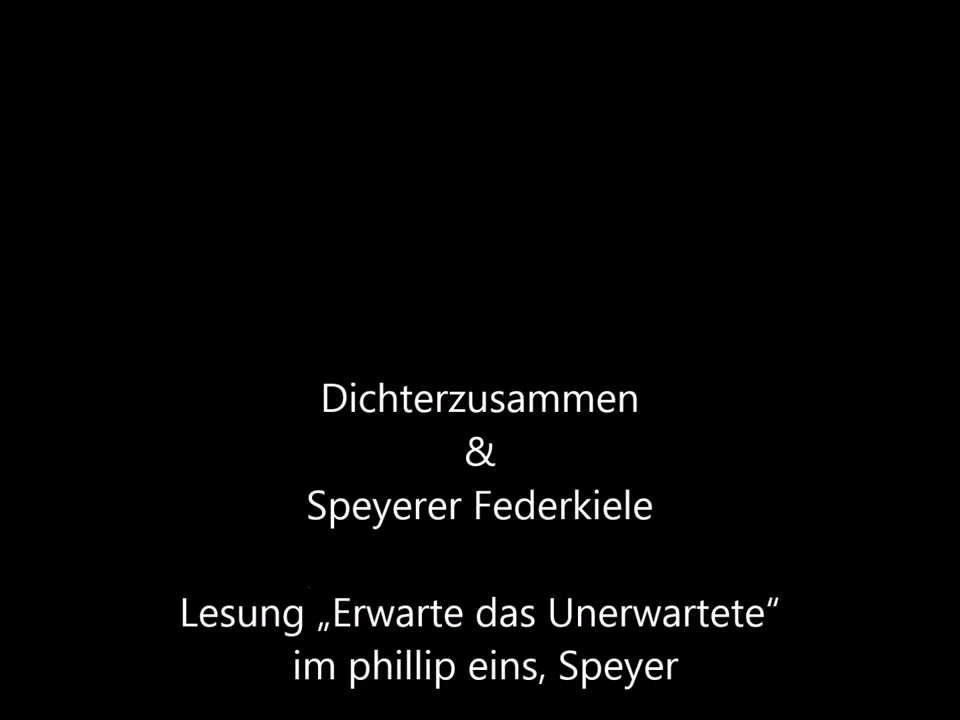 Dichterzusammen
&
Speyerer Federkiele
Lesung „Erwarte das Unerwartete“
im phillip eins, Speyer